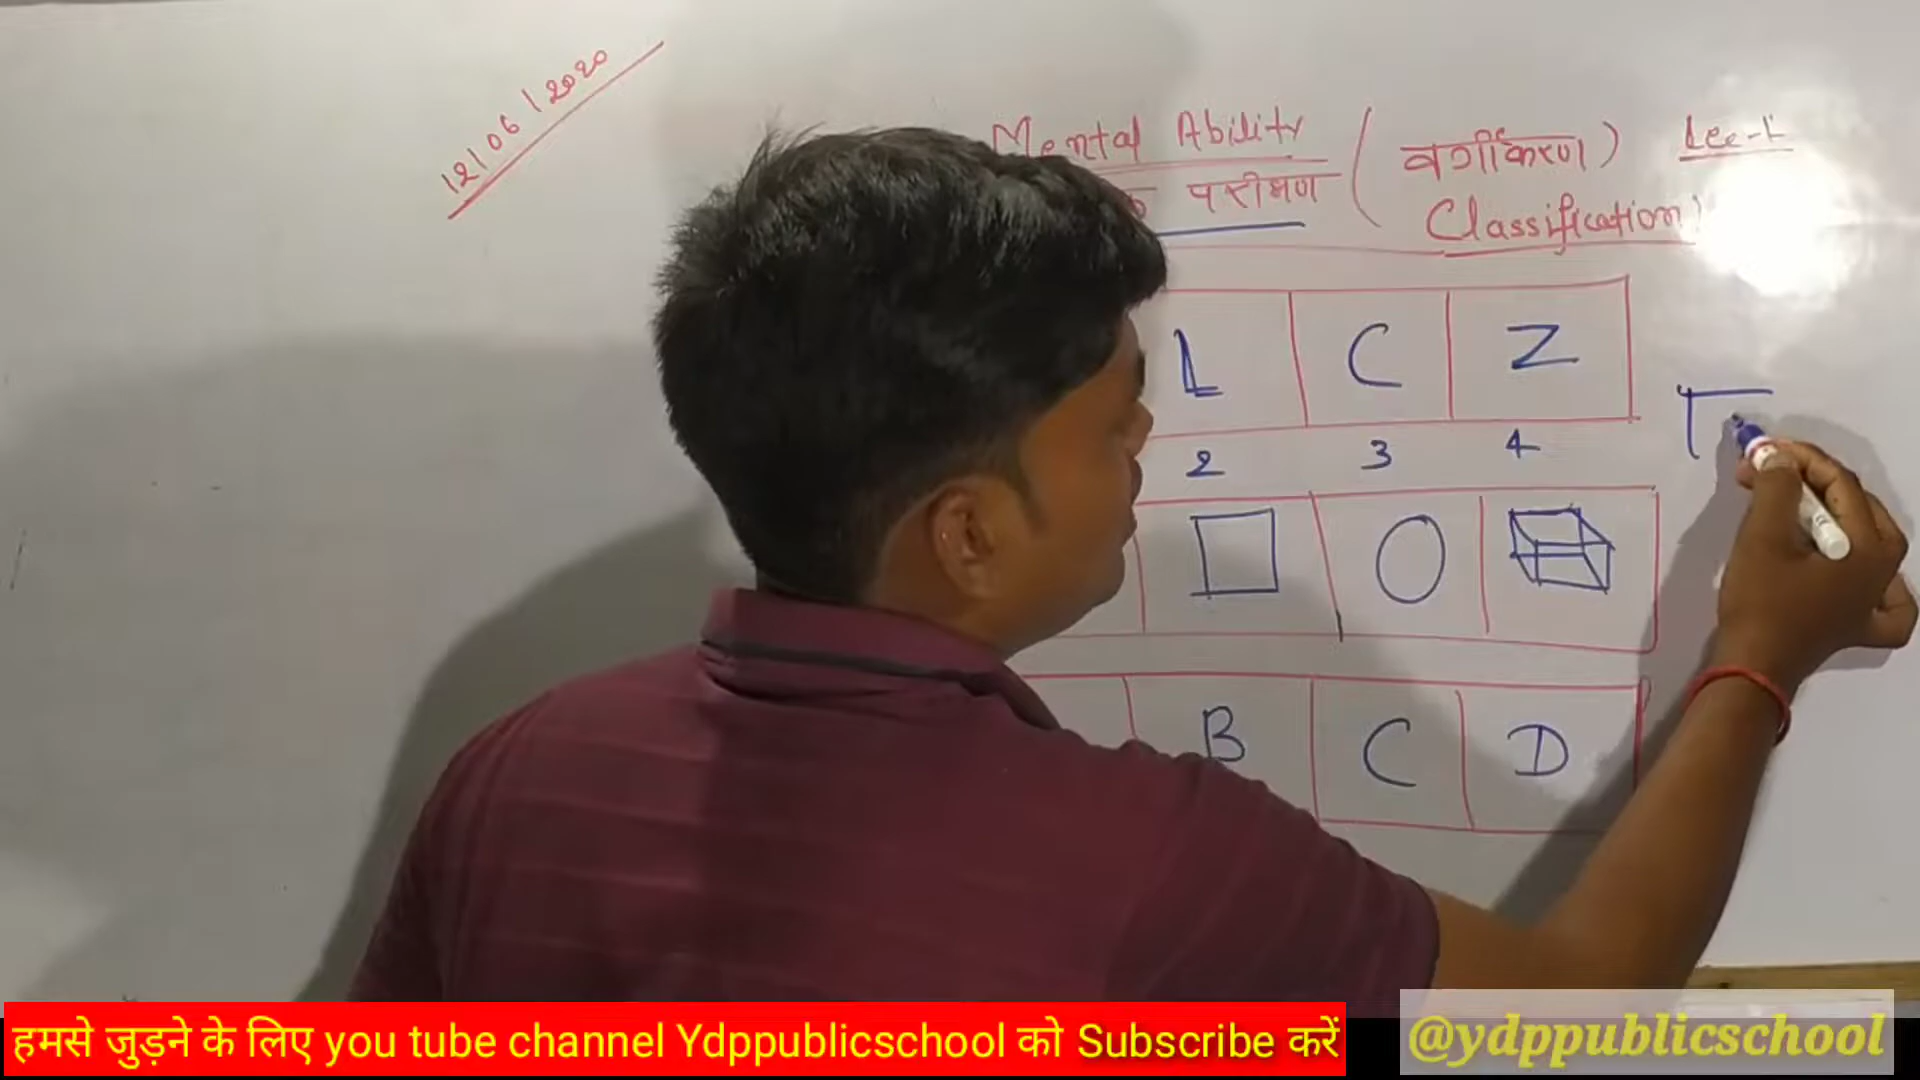 12/06/2020
Mental Ability ( वर्गीकरण ) Lec-1
परीक्षण Classification)
L C Z
2 3 4
B C D
हमसे जुड़ने के लिए you tube channel Ydppublicschool को Subscribe करें
@ydppublicschool